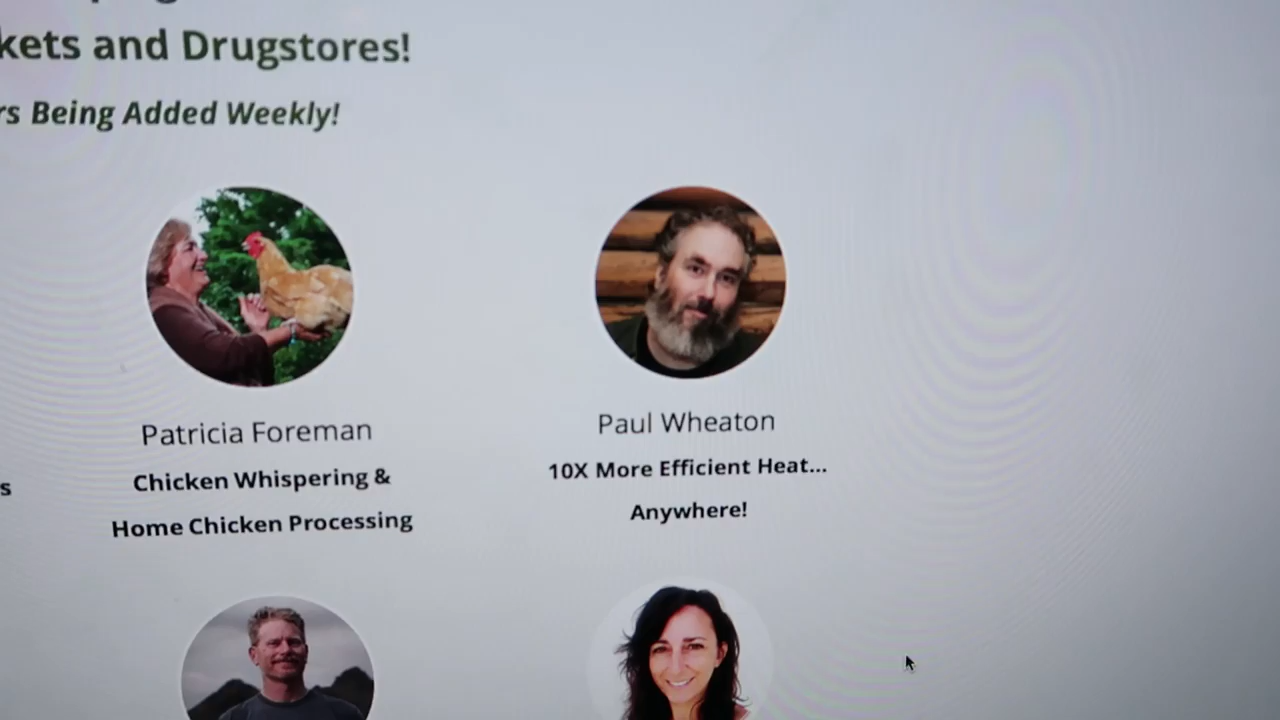 kets and Drugstores!
rs Being Added Weekly!
Patricia Foreman
Paul Wheaton
Chicken Whispering &
Home Chicken Processing
10X More Efficient Heat...
Anywhere!
s